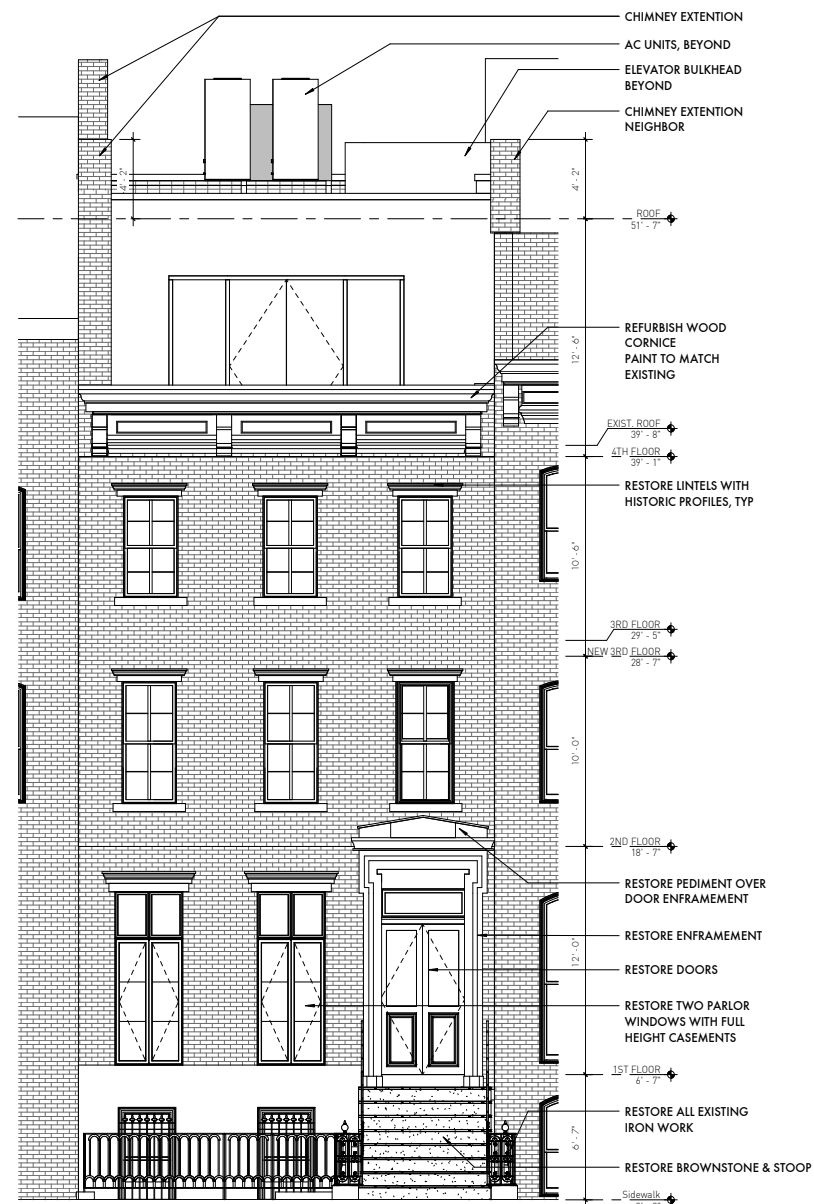 CHIMNEY EXTENTION
AC UNITS, BEYOND
ELEVATOR BULKHEAD
BEYOND
CHIMNEY EXTENTION
NEIGHBOR
4' - 2"
4' - 2"
ROOF
51' - 7"
12' - 6"
REFURBISH WOOD
CORNICE
PAINT TO MATCH
EXISTING
EXIST. ROOF
39' - 8"
4TH FLOOR
39' - 1"
RESTORE LINTELS WITH
HISTORIC PROFILES, TYP
10' - 6"
3RD FLOOR
29' - 5"
NEW 3RD FLOOR
28' - 7"
10' - 0"
2ND FLOOR
18' - 7"
RESTORE PEDIMENT OVER
DOOR ENFRAMEMENT
RESTORE ENFRAMEMENT
12' - 0"
RESTORE DOORS
RESTORE TWO PARLOR
WINDOWS WITH FULL
HEIGHT CASEMENTS
1ST FLOOR
6' - 7"
RESTORE ALL EXISTING
IRON WORK
6' - 7"
RESTORE BROWNSTONE & STOOP
Sidewalk